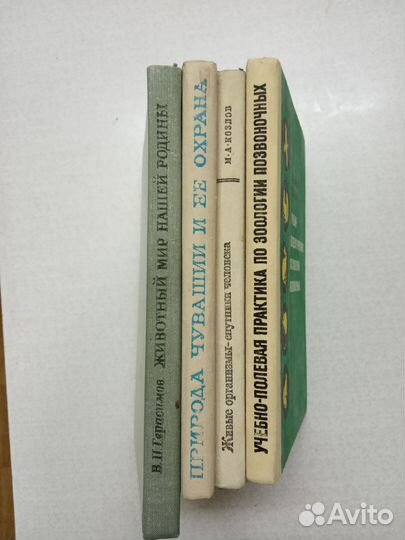 В.П. Герасимов ЖИВОТНЫЙ МИР НАШЕЙ РОДИНЫ
ПРИРОДА ЧУВАШИИ И ЕЕ ОХРАНА
Живые организмы-спутники человека М·А·КОЗЛОВ
УЧЕБНО-ПОЛЕВАЯ ПРАКТИКА ПО ЗООЛОГИИ ПОЗВОНОЧНЫХ
Avito